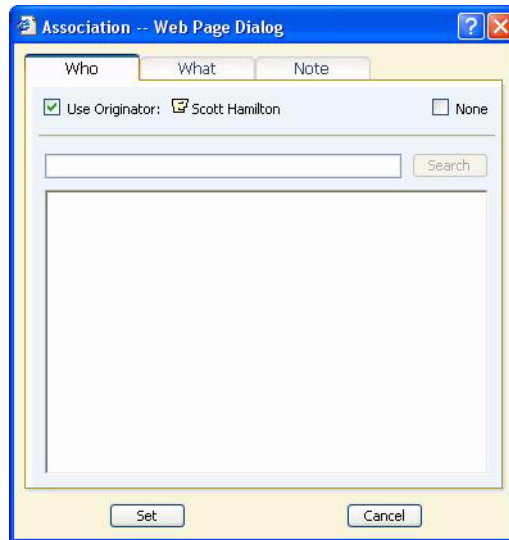 Association -- Web Page Dialog
Who What Note
Use Originator: Scott Hamilton None
Search
Set Cancel